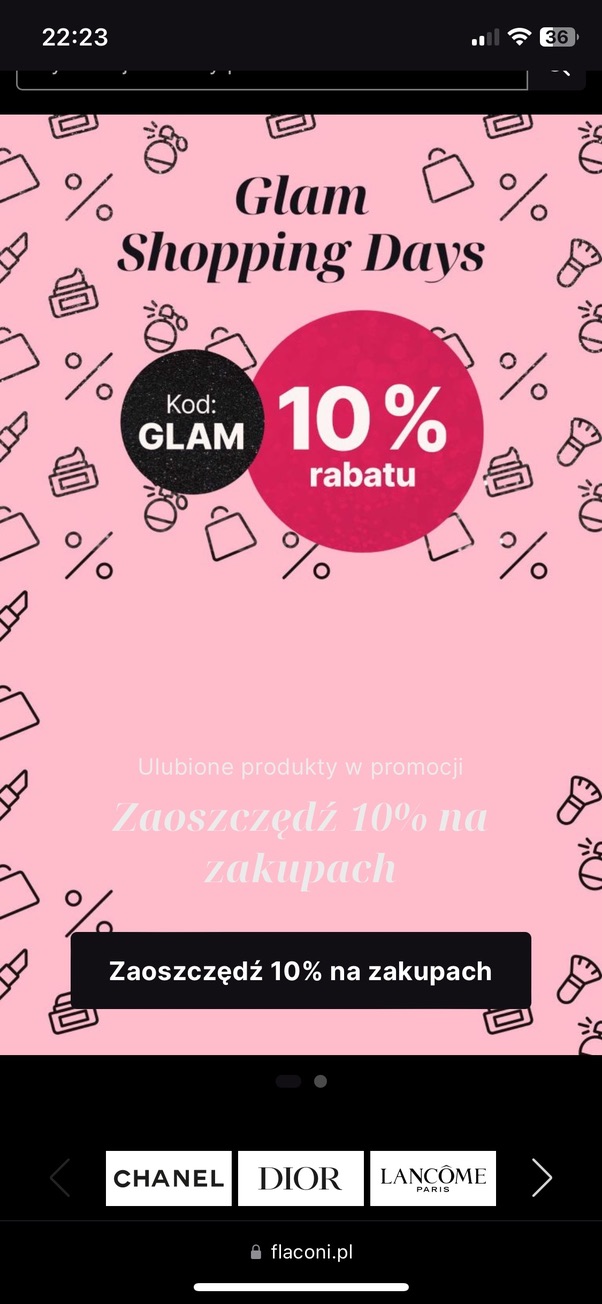 22:23
36
Glam
Shopping Days
Kod:
GLAM
10%
rabatu
Ulubione produkty w promocji
Zaoszczędź 10% na
zakupach
Zaoszczędź 10% na zakupach
CHANEL
DIOR
LANCÔME
PARIS
flaconi.pl